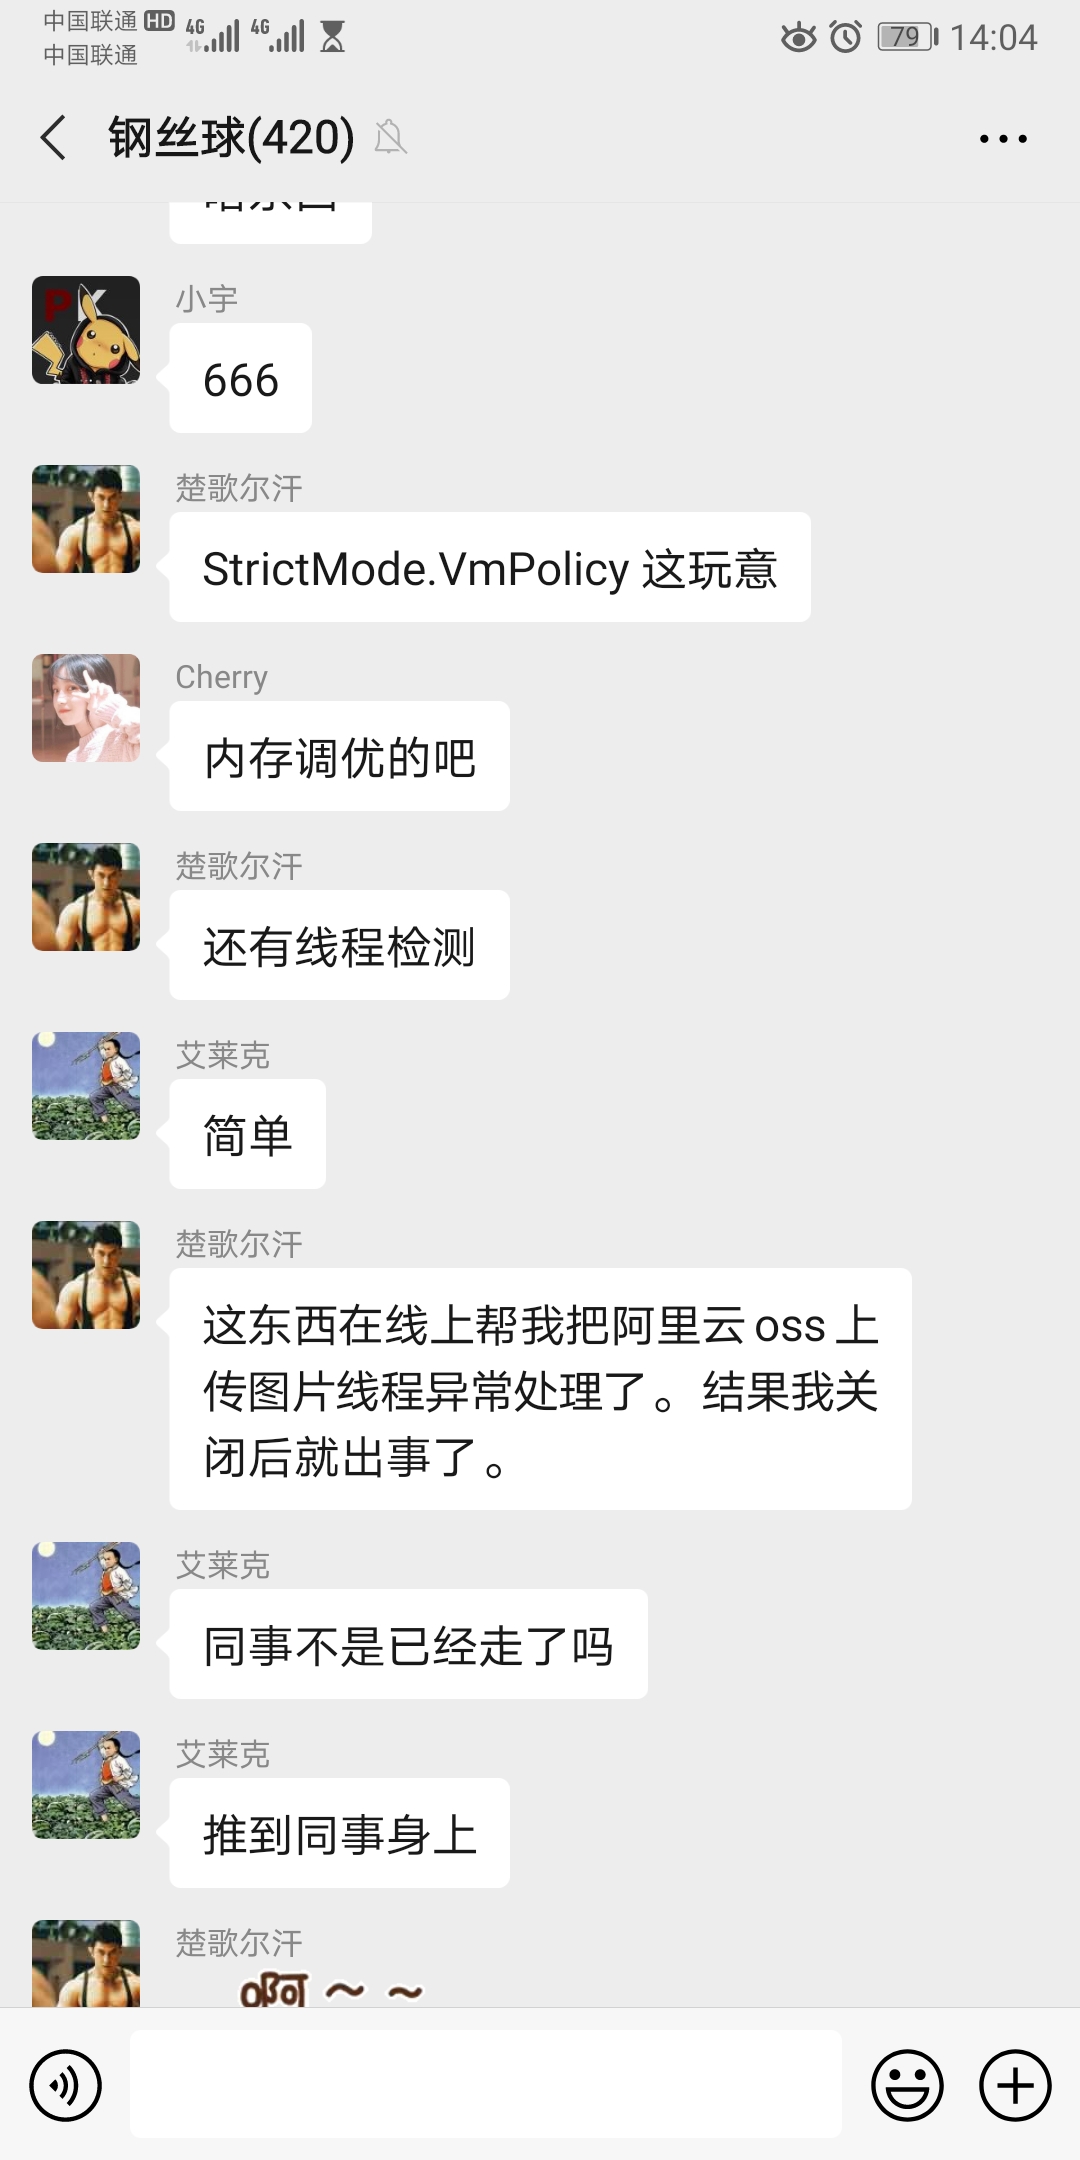 中国联通 HD 4G 4G 79 14:04
中国联通
钢丝球(420)
小宇
666
楚歌尔汗
StrictMode.VmPolicy 这玩意
Cherry
内存调优的吧
楚歌尔汗
还有线程检测
艾莱克
简单
楚歌尔汗
这东西在线上帮我把阿里云oss上
传图片线程异常处理了。结果我关
闭后就出事了。
艾莱克
同事不是已经走了吗
艾莱克
推到同事身上
楚歌尔汗
啊~~